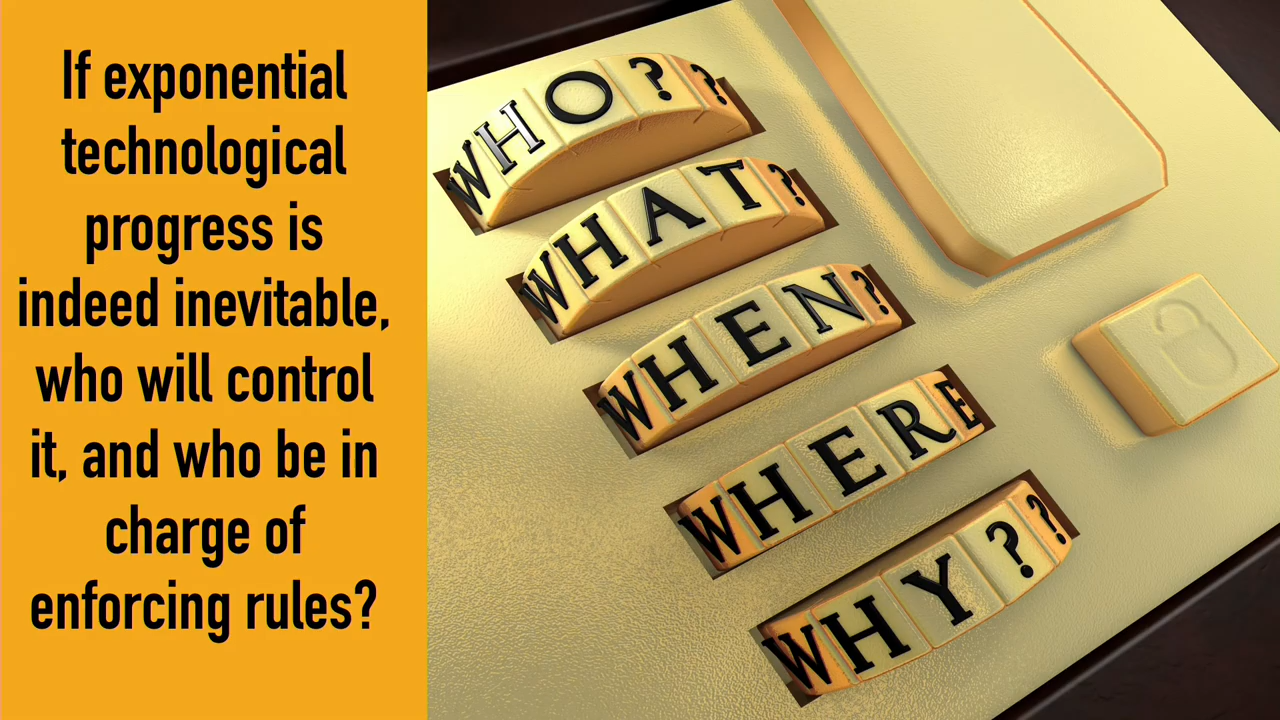 If exponential
technological
progress is
indeed inevitable,
who will control
it, and who be in
charge of
enforcing rules?
WHO??
WHAT?
WHEN?
WHERE
WHY??